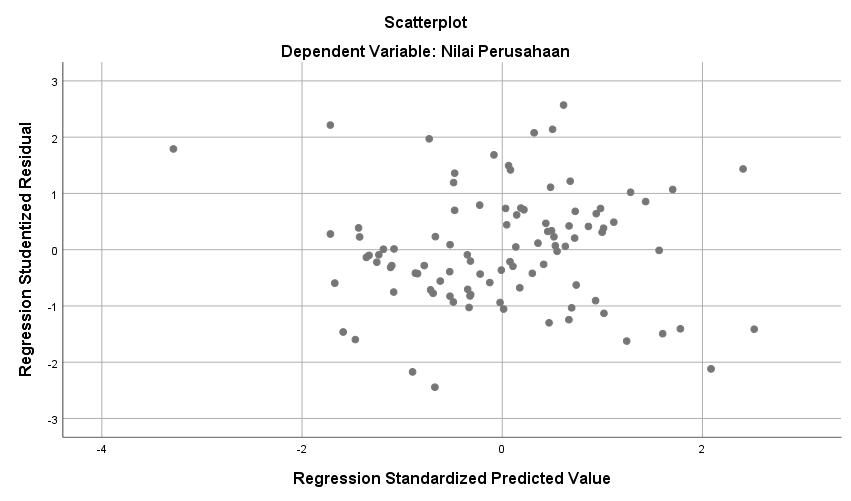 Scatterplot
Dependent Variable: Nilai Perusahaan
Regression Studentized Residual
3
2
1
0
-1
-2
-3
-4
-2
0
2
Regression Standardized Predicted Value